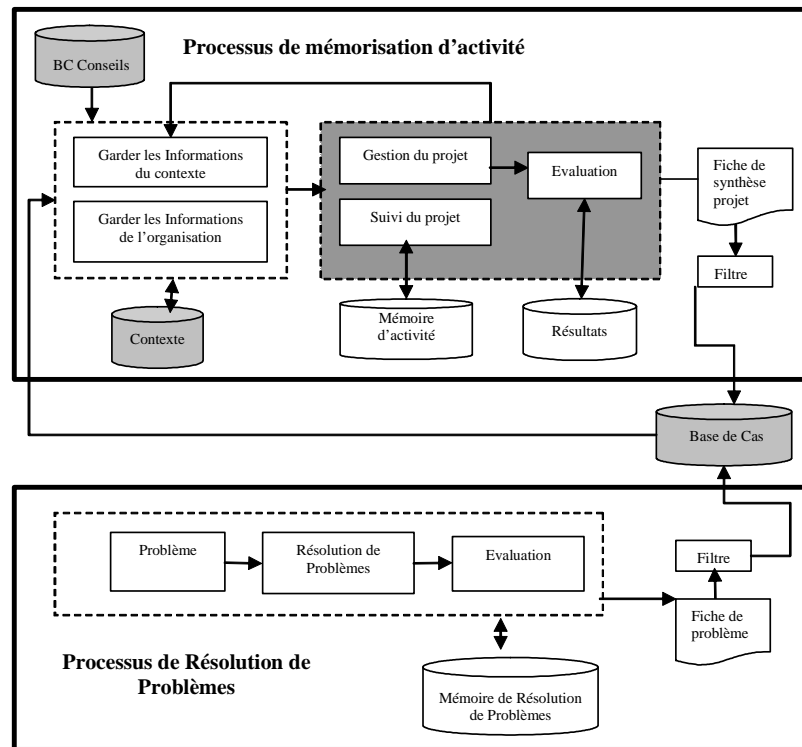 Processus de mémorisation d'activité
BC Conseils
Garder les Informations
du contexte
Garder les Informations
de l'organisation
Contexte
Gestion du projet
Suivi du projet
Evaluation
Mémoire
d'activité
Résultats
Fiche de
synthèse
projet
Filtre
Base de Cas
Problème
Résolution de
Problèmes
Evaluation
Filtre
Fiche de
problème
Processus de Résolution de
Problèmes
Mémoire de Résolution
de Problèmes